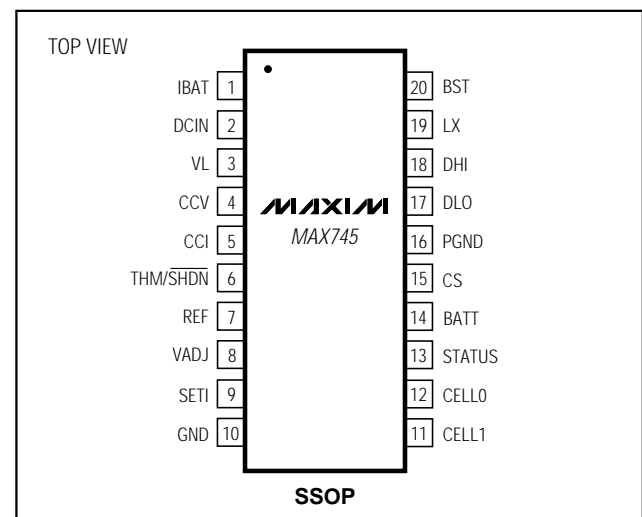 TOP VIEW
IBAT 1
DCIN 2
VL 3
CCV 4
CCI 5
THM/SHDN 6
REF 7
VADJ 8
SETI 9
GND 10
MAXIM
MAX745
20 BST
19 LX
18 DHI
17 DLO
16 PGND
15 CS
14 BATT
13 STATUS
12 CELL0
11 CELL1
SSOP